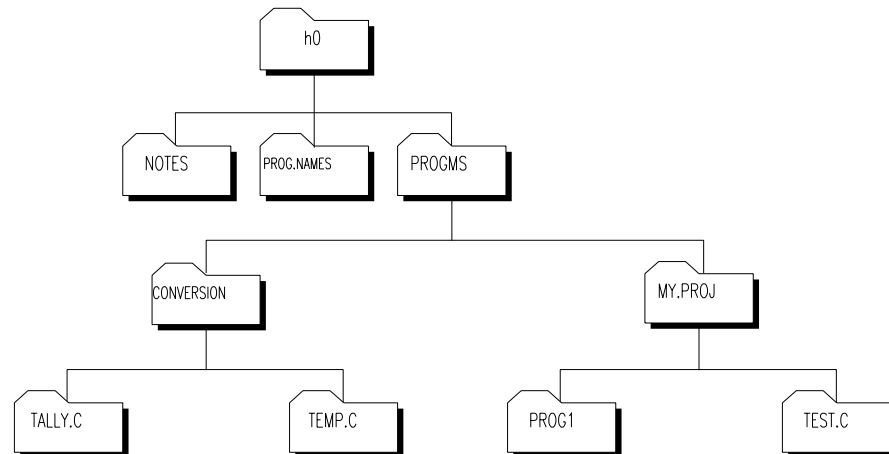 h0
NOTES
PROG.NAMES
PROGMS
CONVERSION
MY.PROJ
TALLY.C
TEMP.C
PROG1
TEST.C